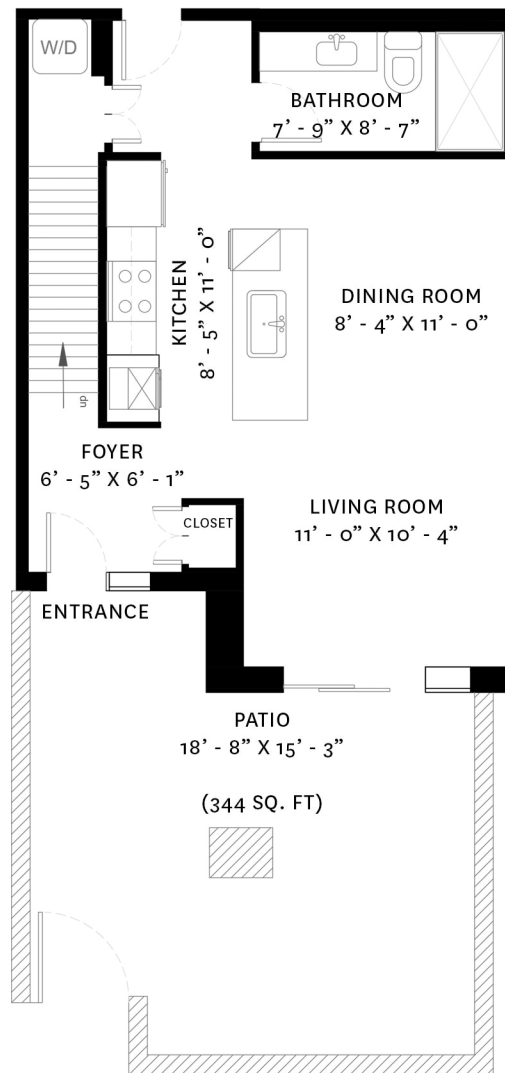 W/D
BATHROOM
7' - 9” X 8' - 7”
KITCHEN
8' - 5” X 11' - 0”
DINING ROOM
8' - 4” X 11' - 0”
up
FOYER
6' - 5” X 6' - 1”
LIVING ROOM
11' - 0” X 10' - 4”
CLOSET
ENTRANCE
PATIO
18' - 8” X 15' - 3”
(344 SQ. FT)